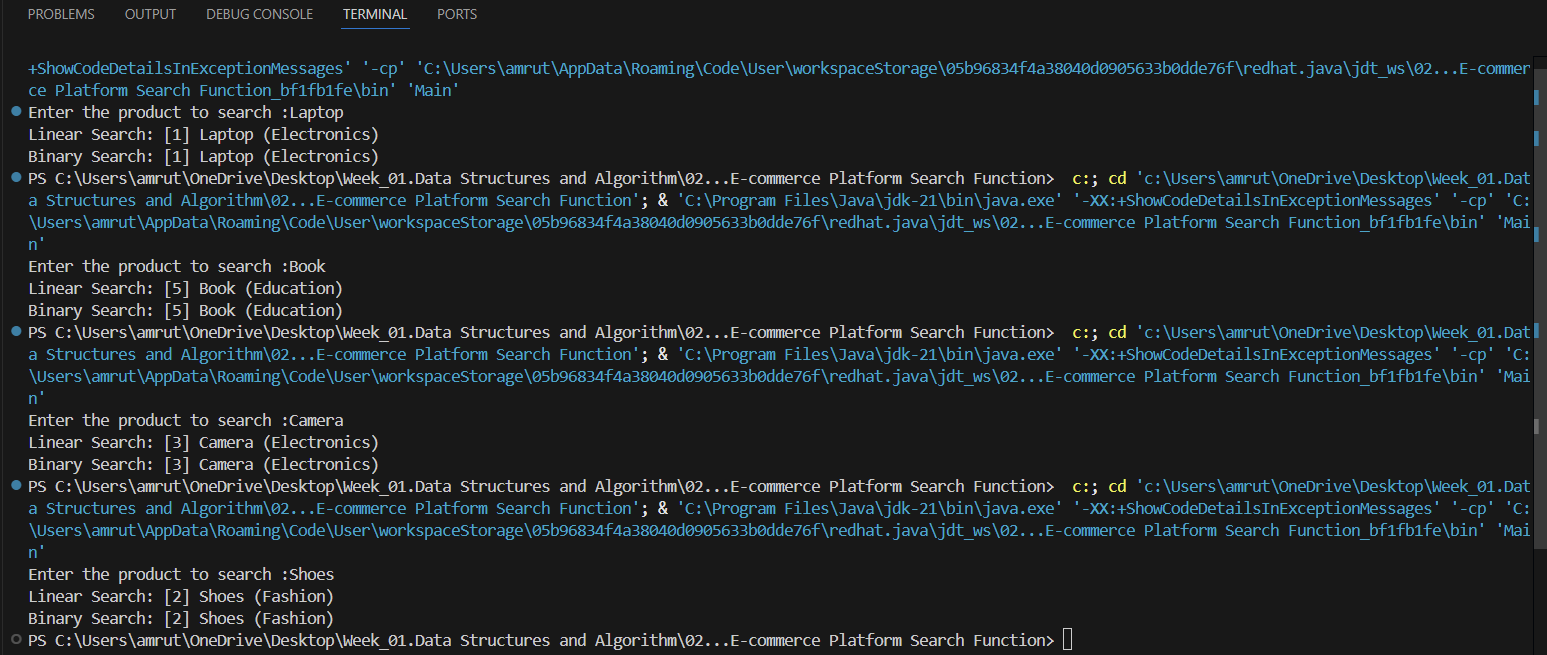 PROBLEMS OUTPUT DEBUG CONSOLE TERMINAL PORTS
+ShowCodeDetailsInExceptionMessages' '-cp' 'C:\Users\amrut\AppData\Roaming\Code\User\workspaceStorage\05b96834f4a38040d0905633b0dde76f\redhat.java\jdt_ws\02...E-commer
ce Platform Search Function_bf1fb1fe\bin' 'Main'
Enter the product to search :Laptop
Linear Search: [1] Laptop (Electronics)
Binary Search: [1] Laptop (Electronics)
PS C:\Users\amrut\OneDrive\Desktop\Week_01.Data Structures and Algorithm\02...E-commerce Platform Search Function>  c:; cd 'c:\Users\amrut\OneDrive\Desktop\Week_01.Dat
a Structures and Algorithm\02...E-commerce Platform Search Function'; & 'C:\Program Files\Java\jdk-21\bin\java.exe' '-XX:+ShowCodeDetailsInExceptionMessages' '-cp' 'C:
\Users\amrut\AppData\Roaming\Code\User\workspaceStorage\05b96834f4a38040d0905633b0dde76f\redhat.java\jdt_ws\02...E-commerce Platform Search Function_bf1fb1fe\bin' 'Mai
n'
Enter the product to search :Book
Linear Search: [5] Book (Education)
Binary Search: [5] Book (Education)
PS C:\Users\amrut\OneDrive\Desktop\Week_01.Data Structures and Algorithm\02...E-commerce Platform Search Function>  c:; cd 'c:\Users\amrut\OneDrive\Desktop\Week_01.Dat
a Structures and Algorithm\02...E-commerce Platform Search Function'; & 'C:\Program Files\Java\jdk-21\bin\java.exe' '-XX:+ShowCodeDetailsInExceptionMessages' '-cp' 'C:
\Users\amrut\AppData\Roaming\Code\User\workspaceStorage\05b96834f4a38040d0905633b0dde76f\redhat.java\jdt_ws\02...E-commerce Platform Search Function_bf1fb1fe\bin' 'Mai
n'
Enter the product to search :Camera
Linear Search: [3] Camera (Electronics)
Binary Search: [3] Camera (Electronics)
PS C:\Users\amrut\OneDrive\Desktop\Week_01.Data Structures and Algorithm\02...E-commerce Platform Search Function>  c:; cd 'c:\Users\amrut\OneDrive\Desktop\Week_01.Dat
a Structures and Algorithm\02...E-commerce Platform Search Function'; & 'C:\Program Files\Java\jdk-21\bin\java.exe' '-XX:+ShowCodeDetailsInExceptionMessages' '-cp' 'C:
\Users\amrut\AppData\Roaming\Code\User\workspaceStorage\05b96834f4a38040d0905633b0dde76f\redhat.java\jdt_ws\02...E-commerce Platform Search Function_bf1fb1fe\bin' 'Mai
n'
Enter the product to search :Shoes
Linear Search: [2] Shoes (Fashion)
Binary Search: [2] Shoes (Fashion)
PS C:\Users\amrut\OneDrive\Desktop\Week_01.Data Structures and Algorithm\02...E-commerce Platform Search Function>